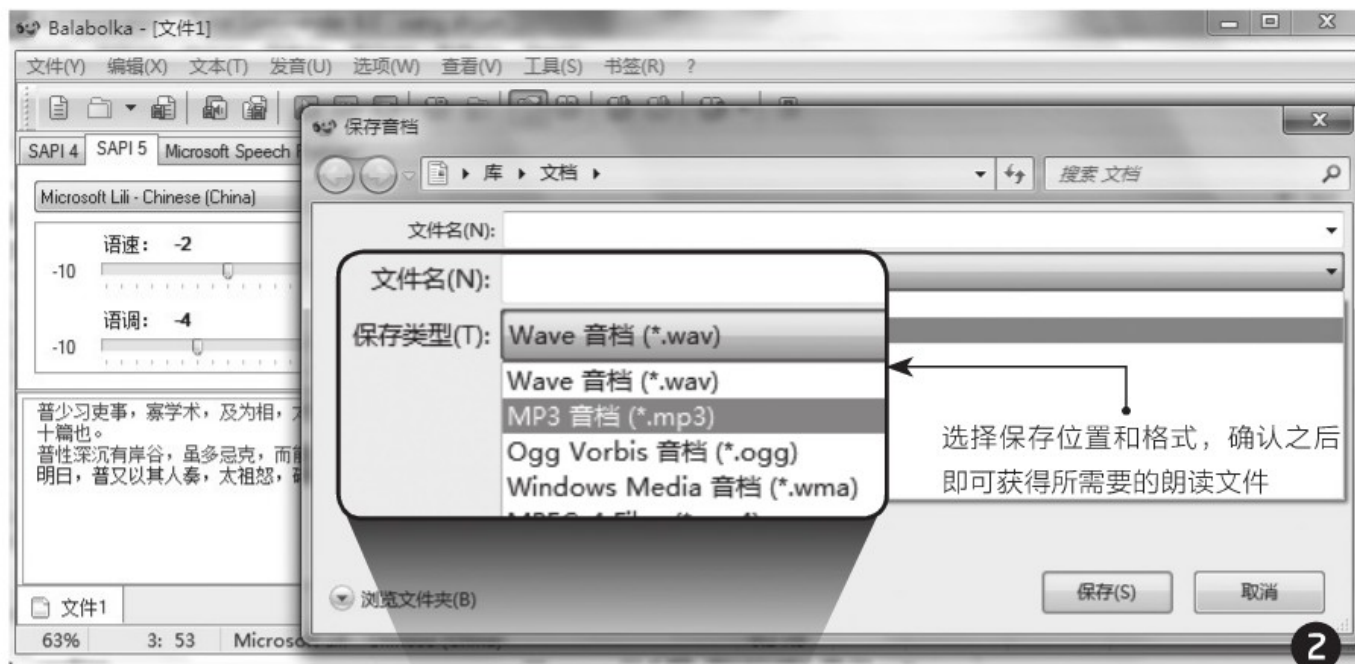 Balabolka - [文件1]
文件(Y) 编辑(X) 文本(T) 发音(U) 选项(W) 查看(V) 工具(S) 书签(R) ?
保存音档
SAPI 4 SAPI 5 Microsoft Speech
库 文档 搜索 文档
Microsoft Lili - Chinese (China)
文件名(N):
语速: -2
-10
语调: -4
-10
文件名(N):
保存类型(T): Wave 音档 (*.wav)
Wave 音档 (*.wav)
MP3 音档 (*.mp3)
Ogg Vorbis 音档 (*.ogg)
Windows Media 音档 (*.wma)
选择保存位置和格式，确认之后
即可获得所需要的朗读文件
普少习吏事，寡学术，及为相，
十篇也。
普性深沉有岸谷，虽多忌克，而能
明日，普又以其人奏，太祖怒，
浏览文件夹(B)
保存(S) 取消
文件1
63% 3: 53
2